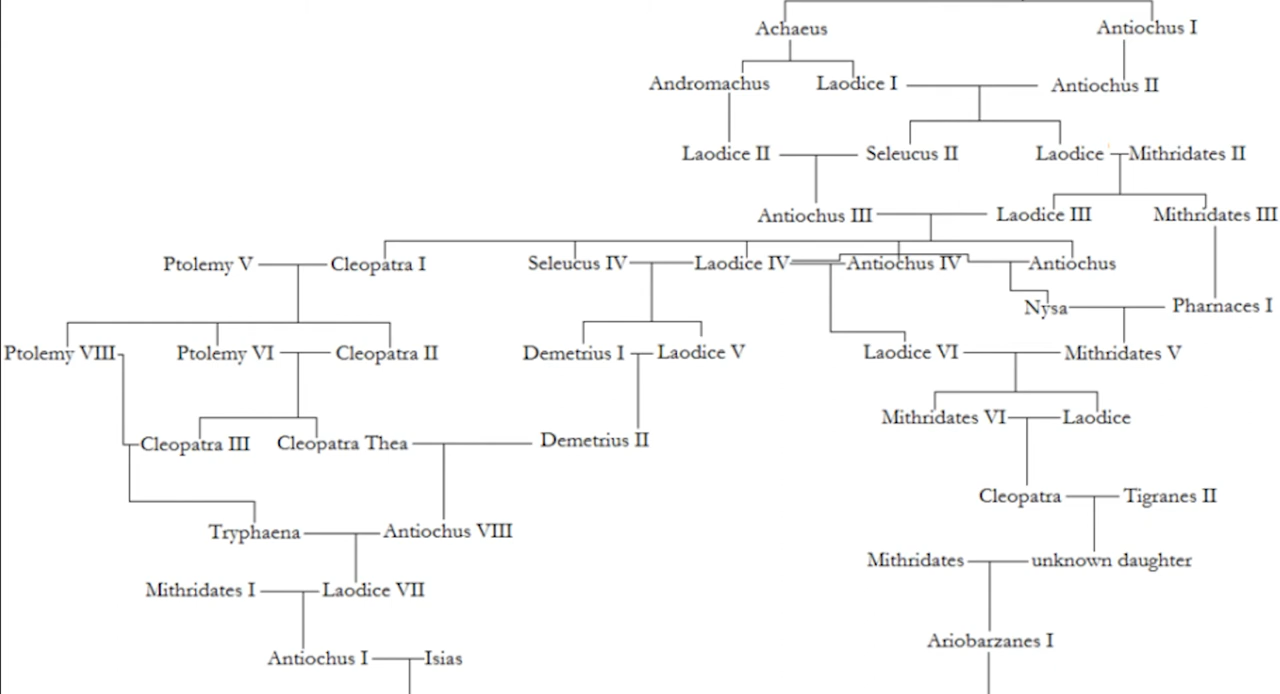 Achaeus Antiochus I
Andromachus Laodice I Antiochus II
Laodice II Seleucus II Laodice Mithridates II
Antiochus III Laodice III Mithridates III
Ptolemy V Cleopatra I Seleucus IV Laodice IV Antiochus IV Antiochus
Nysa Pharnaces I
Ptolemy VIII Ptolemy VI Cleopatra II Demetrius I Laodice V Laodice VI Mithridates V
Mithridates VI Laodice
Cleopatra III Cleopatra Thea Demetrius II
Cleopatra Tigranes II
Tryphaena Antiochus VIII
Mithridates unknown daughter
Mithridates I Laodice VII
Ariobarzanes I
Antiochus I Isias